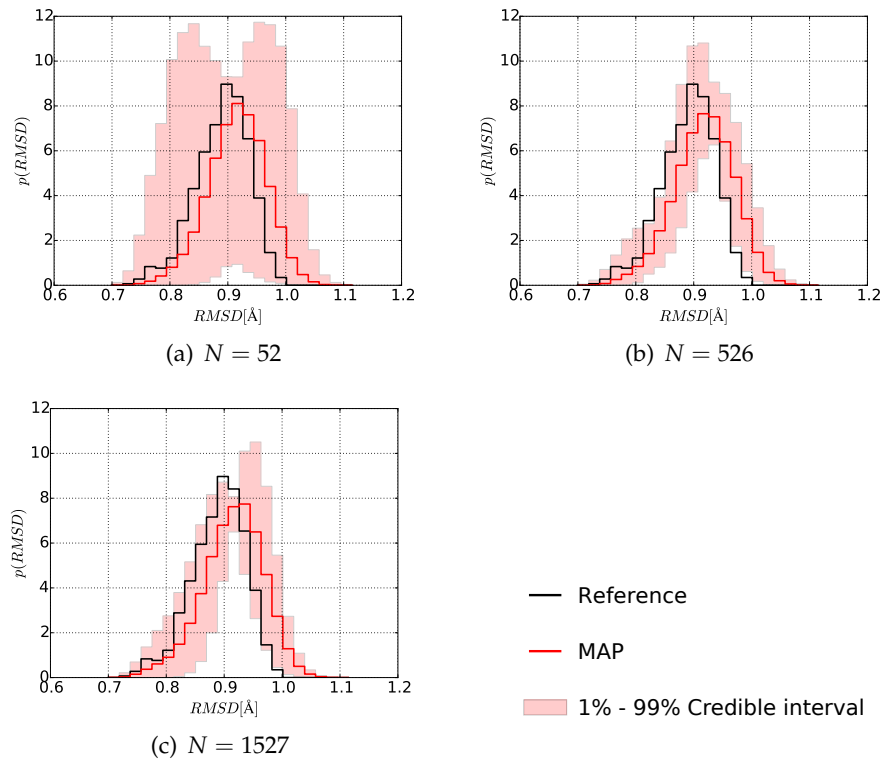 12
10
8
6
4
2
0
p(RMSD)
0.6 0.7 0.8 0.9 1.0 1.1 1.2
RMSD[Å]
(a) N = 52
12
10
8
6
4
2
0
p(RMSD)
0.6 0.7 0.8 0.9 1.0 1.1 1.2
RMSD[Å]
(b) N = 526
12
10
8
6
4
2
0
p(RMSD)
0.6 0.7 0.8 0.9 1.0 1.1 1.2
RMSD[Å]
(c) N = 1527
Reference
MAP
1% - 99% Credible interval